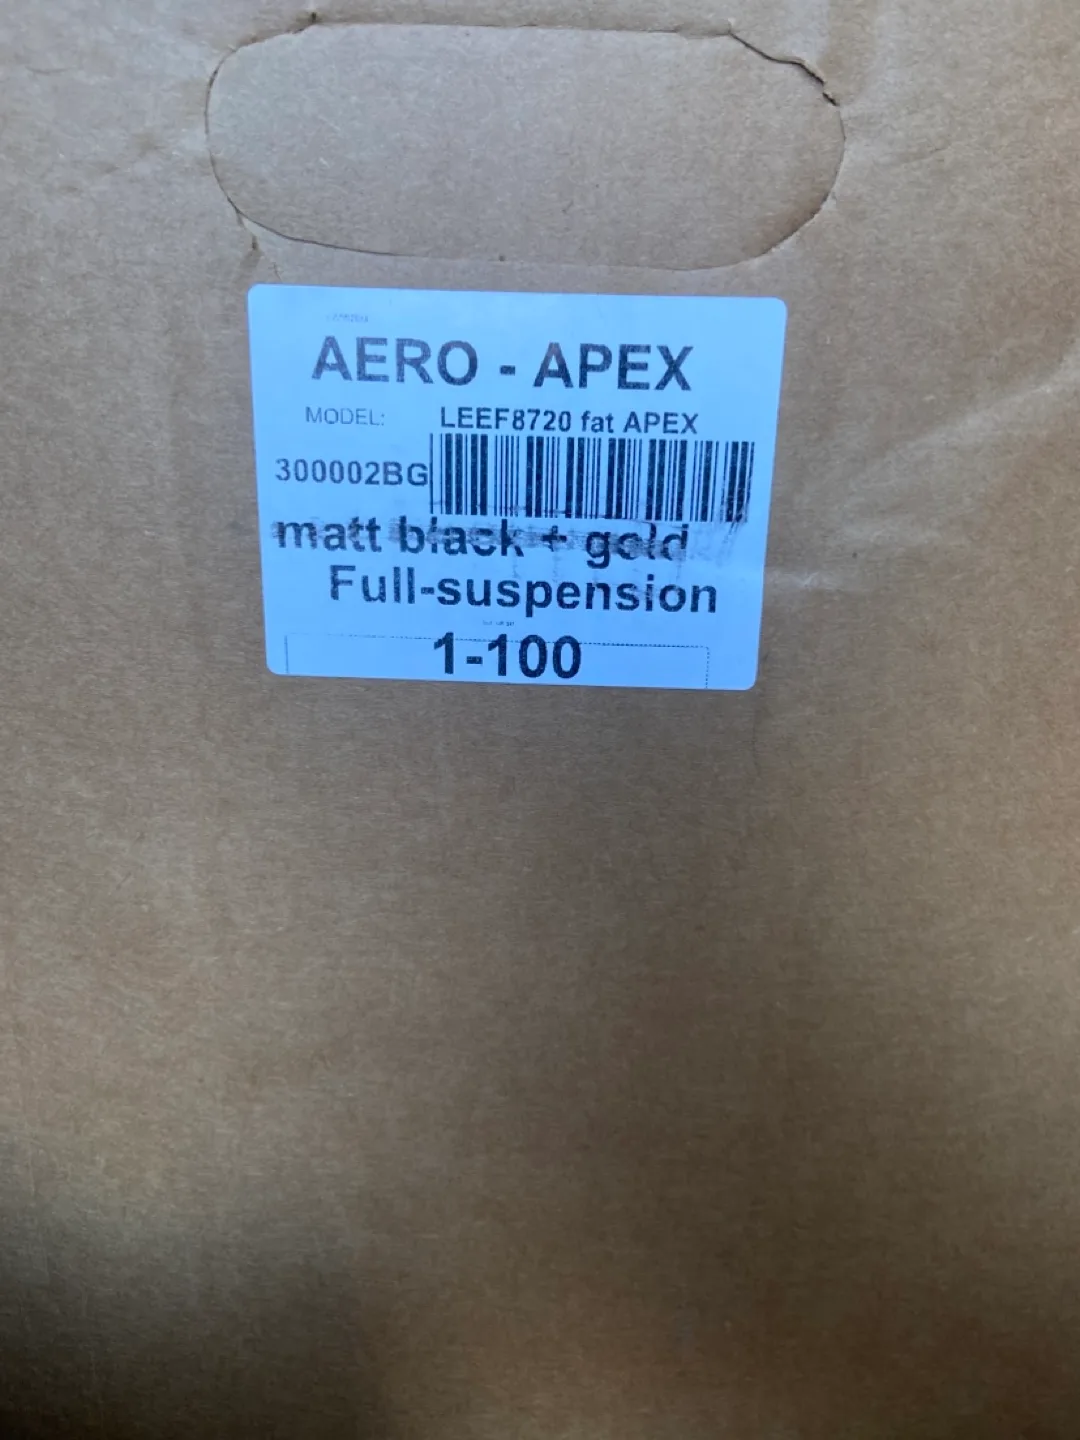 AERO - APEX
MODEL: LEEF8720 fat APEX
300002BG
matt black + gold
Full-suspension
1-100